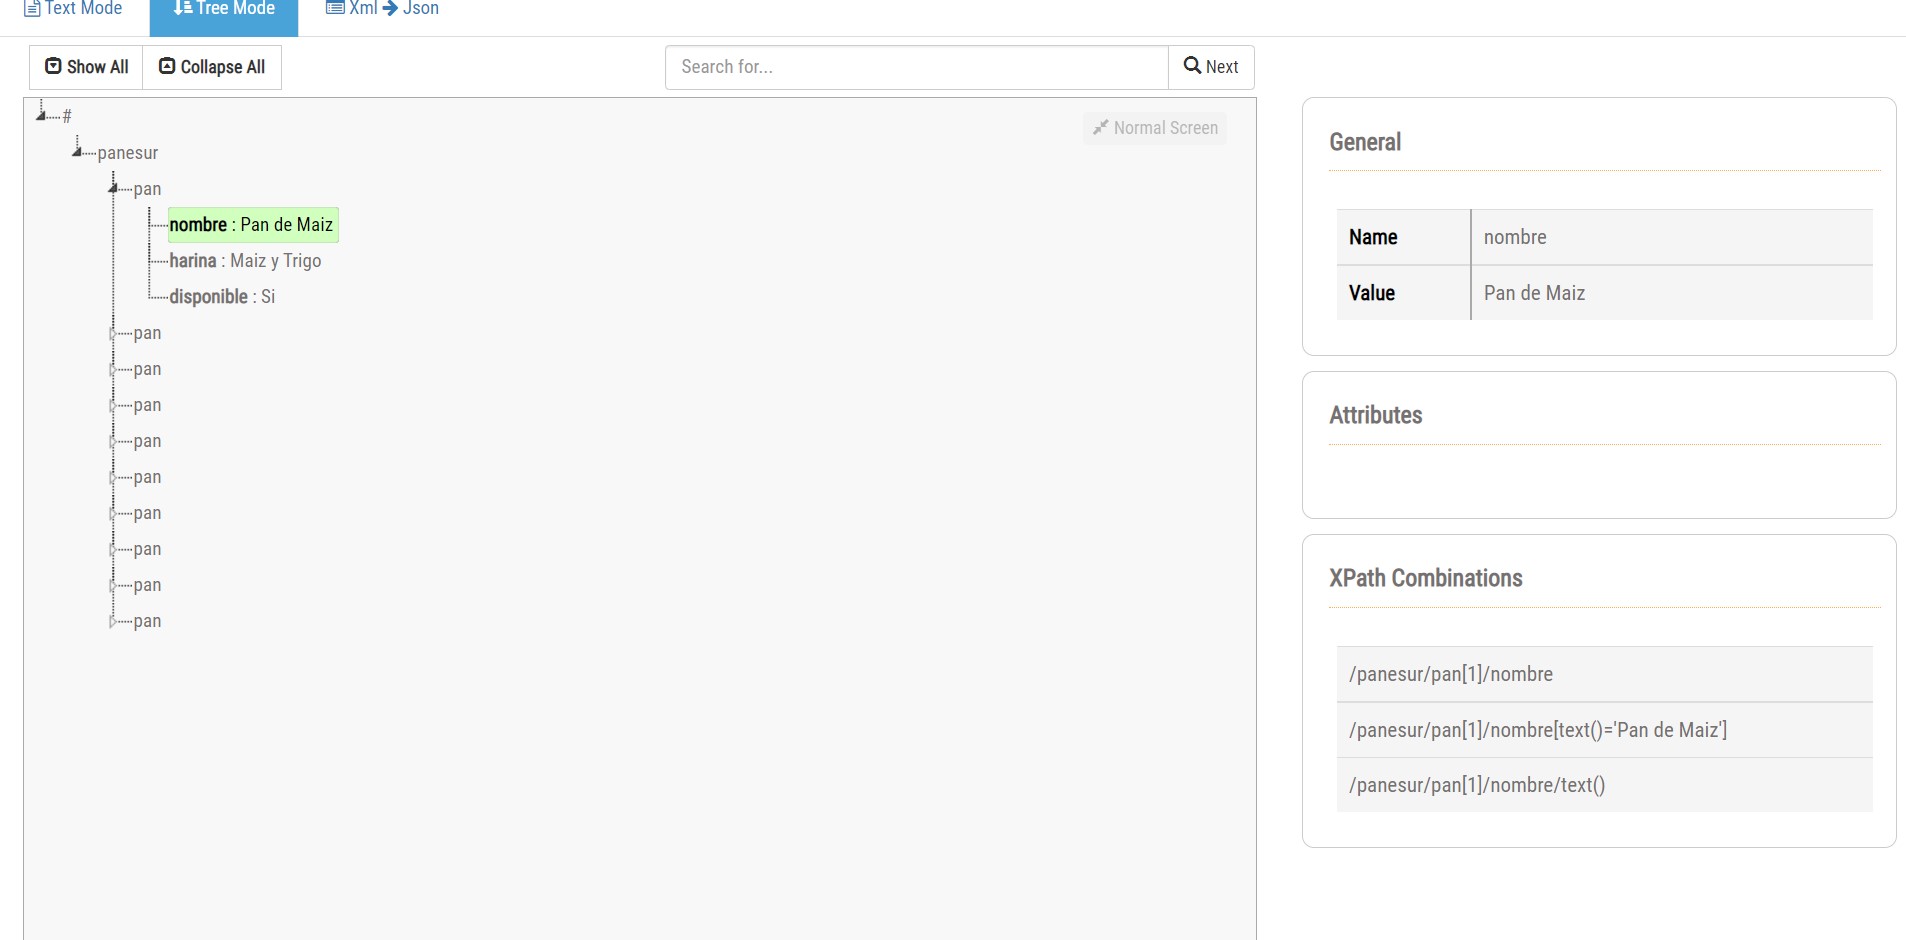 Text Mode
Tree Mode
Xml Json
Show All
Collapse All
Search for...
Next
#
Normal Screen
panesur
pan
nombre : Pan de Maiz
harina : Maiz y Trigo
disponible : Si
pan
pan
pan
pan
pan
pan
pan
pan
pan
General
Name nombre
Value Pan de Maiz
Attributes
XPath Combinations
/panesur/pan[1]/nombre
/panesur/pan[1]/nombre[text()='Pan de Maiz']
/panesur/pan[1]/nombre/text()